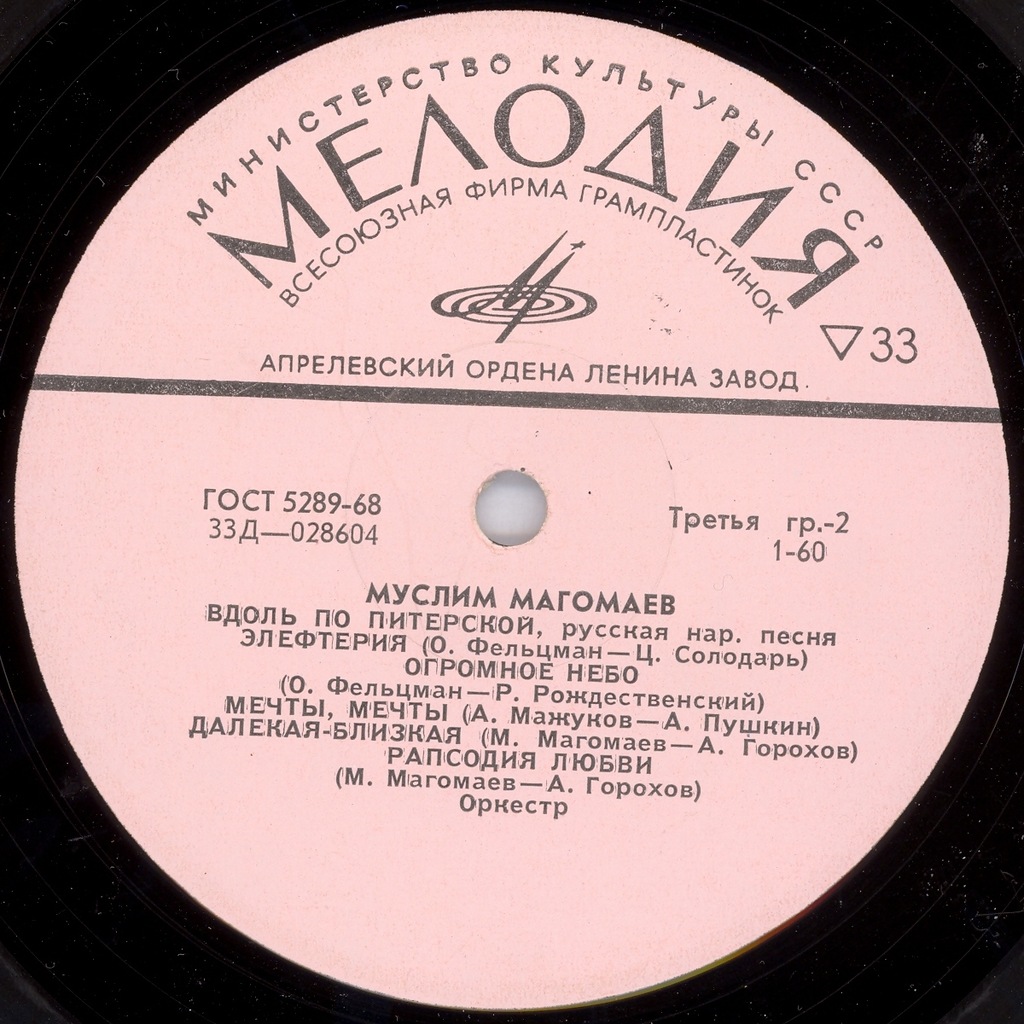 МИНИСТЕРСТВО КУЛЬТУРЫ СССР
МЕЛОДИЯ
ВСЕСОЮЗНАЯ ФИРМА ГРАМПЛАСТИНОК
▽33
АПРЕЛЕВСКИЙ ОРДЕНА ЛЕНИНА ЗАВОД.
ГОСТ 5289-68
33Д—028604
Третья гр.-2
1-60
МУСЛИМ МАГОМАЕВ
ВДОЛЬ ПО ПИТЕРСКОЙ, русская нар. песня
ЭЛЕФТЕРИЯ (О. Фельцман—Ц. Солодарь)
ОГРОМНОЕ НЕБО
(О. Фельцман—Р. Рождественский)
МЕЧТЫ, МЕЧТЫ (А. Мажуков—А. Пушкин)
ДАЛЕКАЯ-БЛИЗКАЯ (М. Магомаев—А. Горохов)
РАПСОДИЯ ЛЮБВИ
(М. Магомаев—А. Горохов)
Оркестр